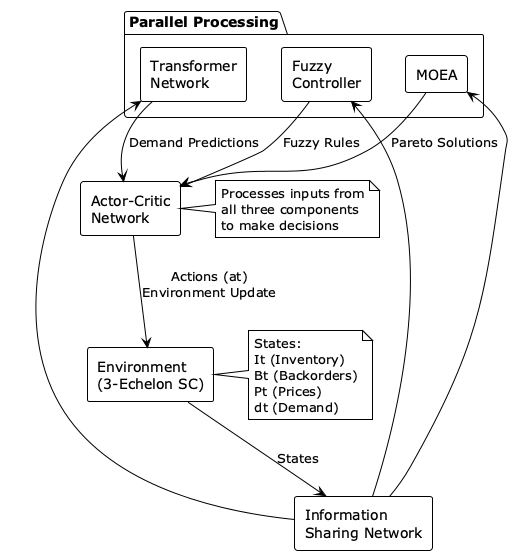 Parallel Processing
Transformer
Network
Fuzzy
Controller
MOEA
Demand Predictions
Fuzzy Rules
Pareto Solutions
Actor-Critic
Network
Processes inputs from
all three components
to make decisions
Actions (at)
Environment Update
Environment
(3-Echelon SC)
States:
It (Inventory)
Bt (Backorders)
Pt (Prices)
dt (Demand)
States
Information
Sharing Network